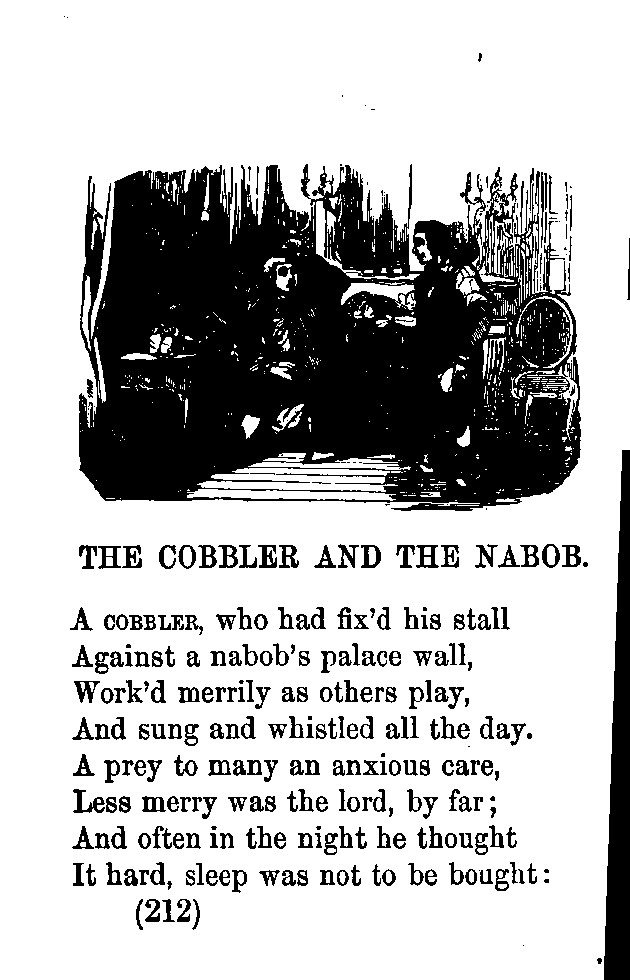 THE COBBLER AND THE NABOB.
A COBBLER, who had fix'd his stall
Against a nabob's palace wall,
Work'd merrily as others play,
And sung and whistled all the day.
A prey to many an anxious care,
Less merry was the lord, by far;
And often in the night he thought
It hard, sleep was not to be bought:
(212)